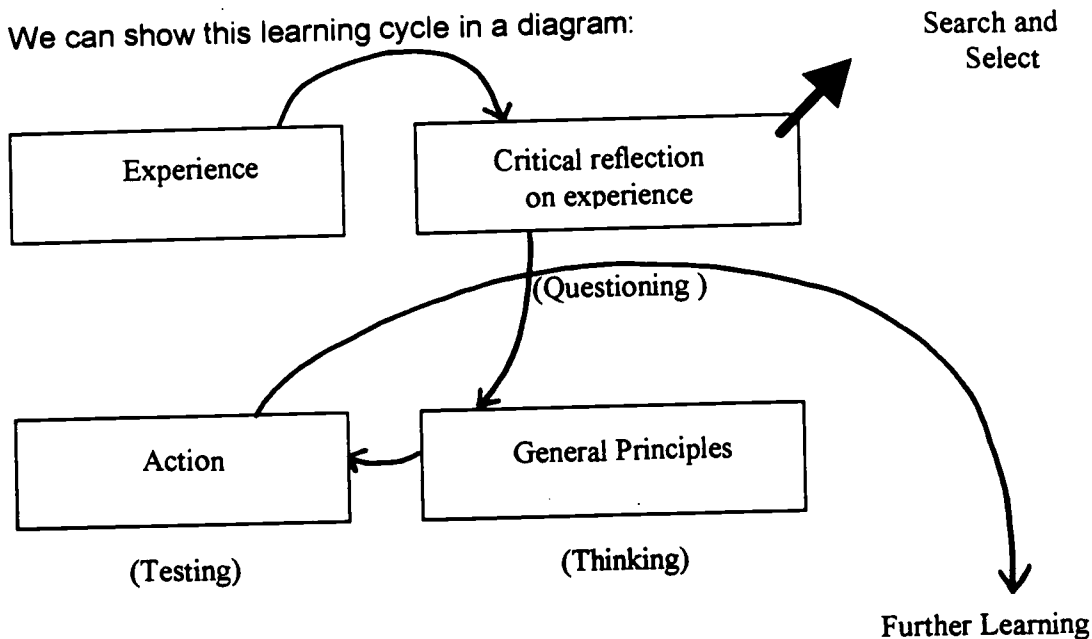 We can show this learning cycle in a diagram:
Search and
Select
Experience
Critical reflection
on experience
(Questioning )
Action
General Principles
(Testing)
(Thinking)
Further Learning